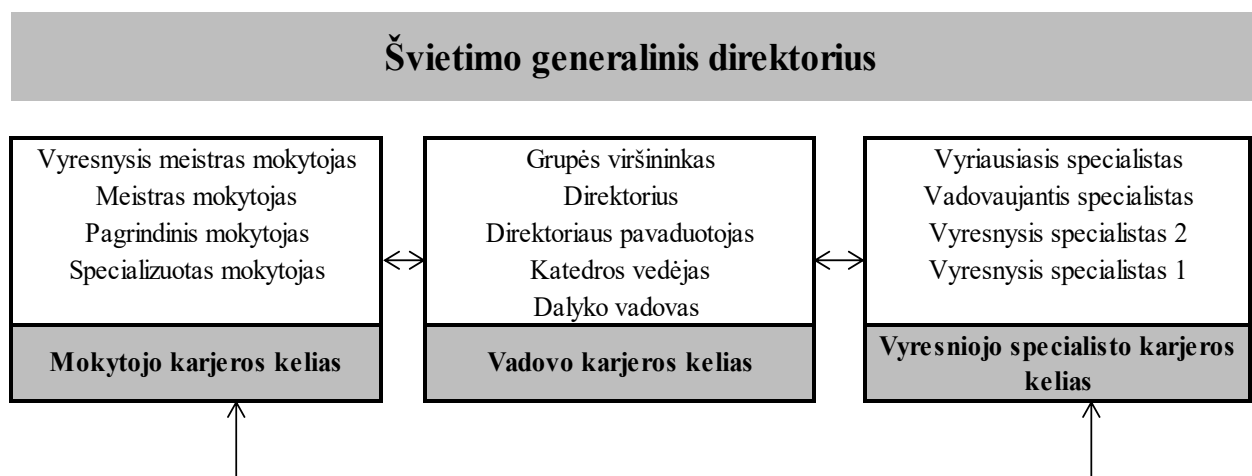 Švietimo generalinis direktorius
Vyresnysis meistras mokytojas
Meistras mokytojas
Pagrindinis mokytojas
Specializuotas mokytojas
Mokytojo karjeros kelias
Grupės viršininkas
Direktorius
Direktoriaus pavaduotojas
Katedros vedėjas
Dalyko vadovas
Vadovo karjeros kelias
Vyriausiasis specialistas
Vadovaujantis specialistas
Vyresnysis specialistas 2
Vyresnysis specialistas 1
Vyresniojo specialisto karjeros
kelias